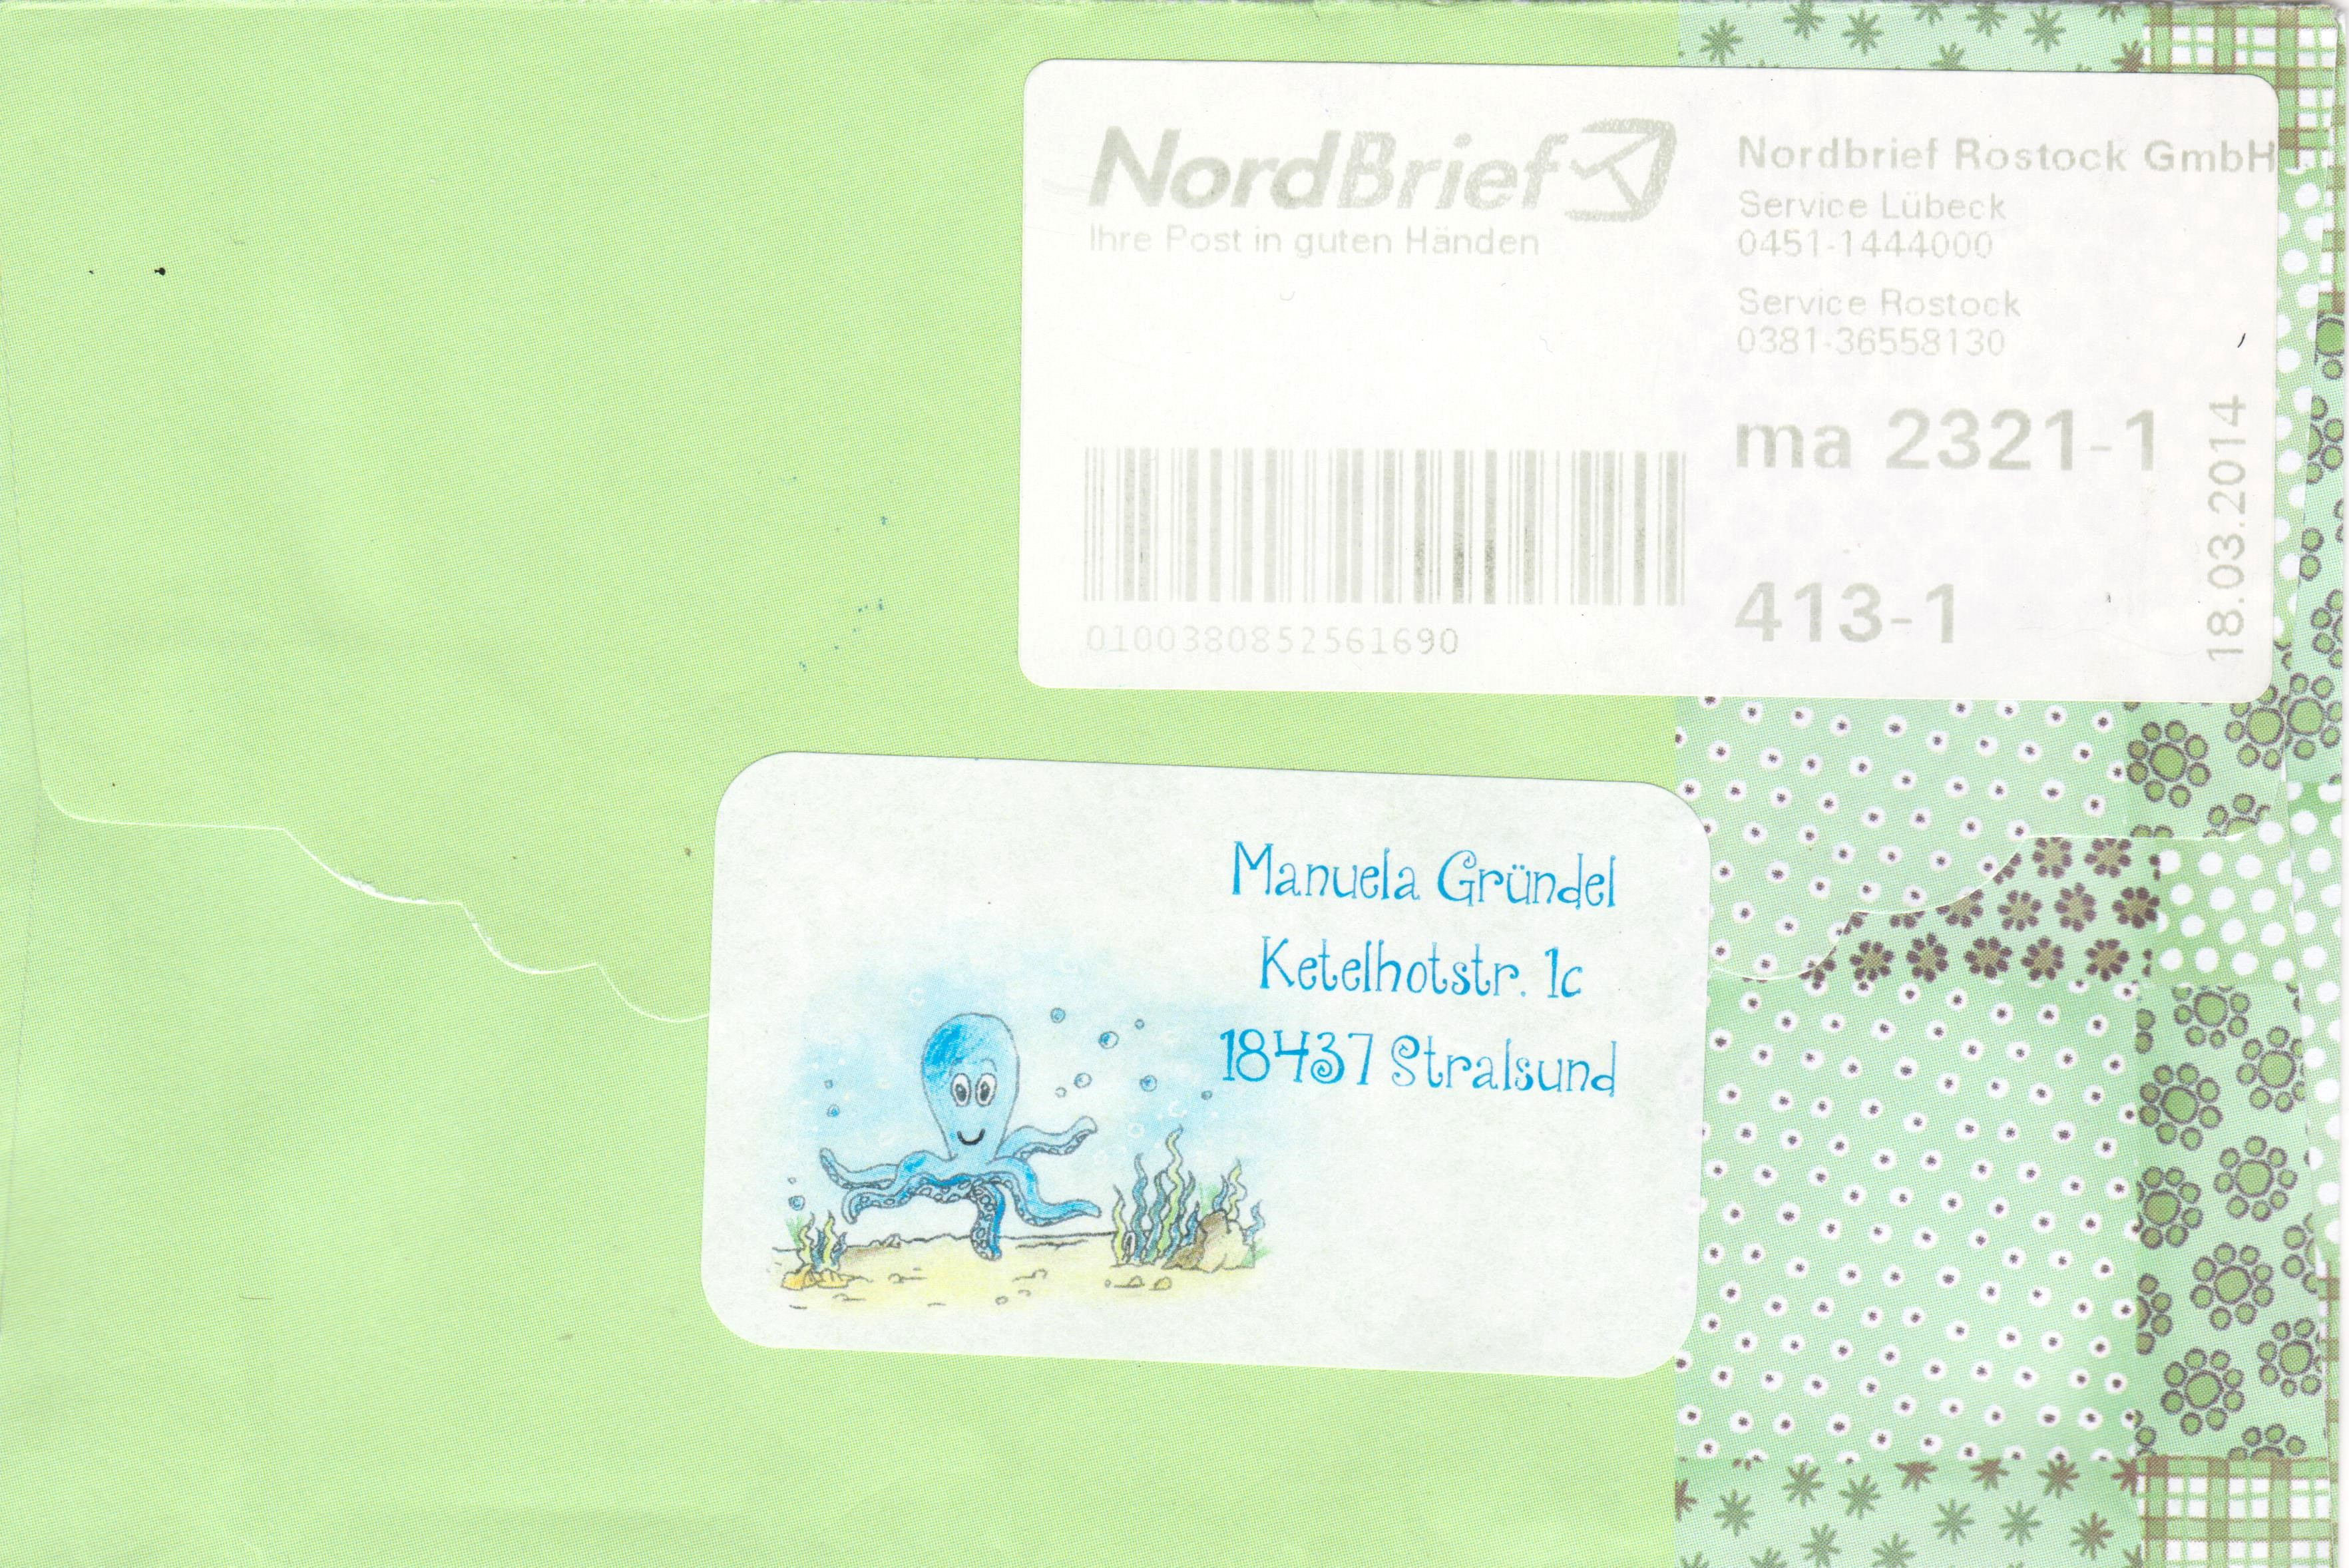 NordBrief
Ihre Post in guten Händen
Nordbrief Rostock GmbH
Service Lübeck
0451-1444000
Service Rostock
0381-36558130
ma 2321-1
413-1
18.03.2014
0100380852561690
Manuela Gründel
Ketelhotstr. 1c
18437 Stralsund